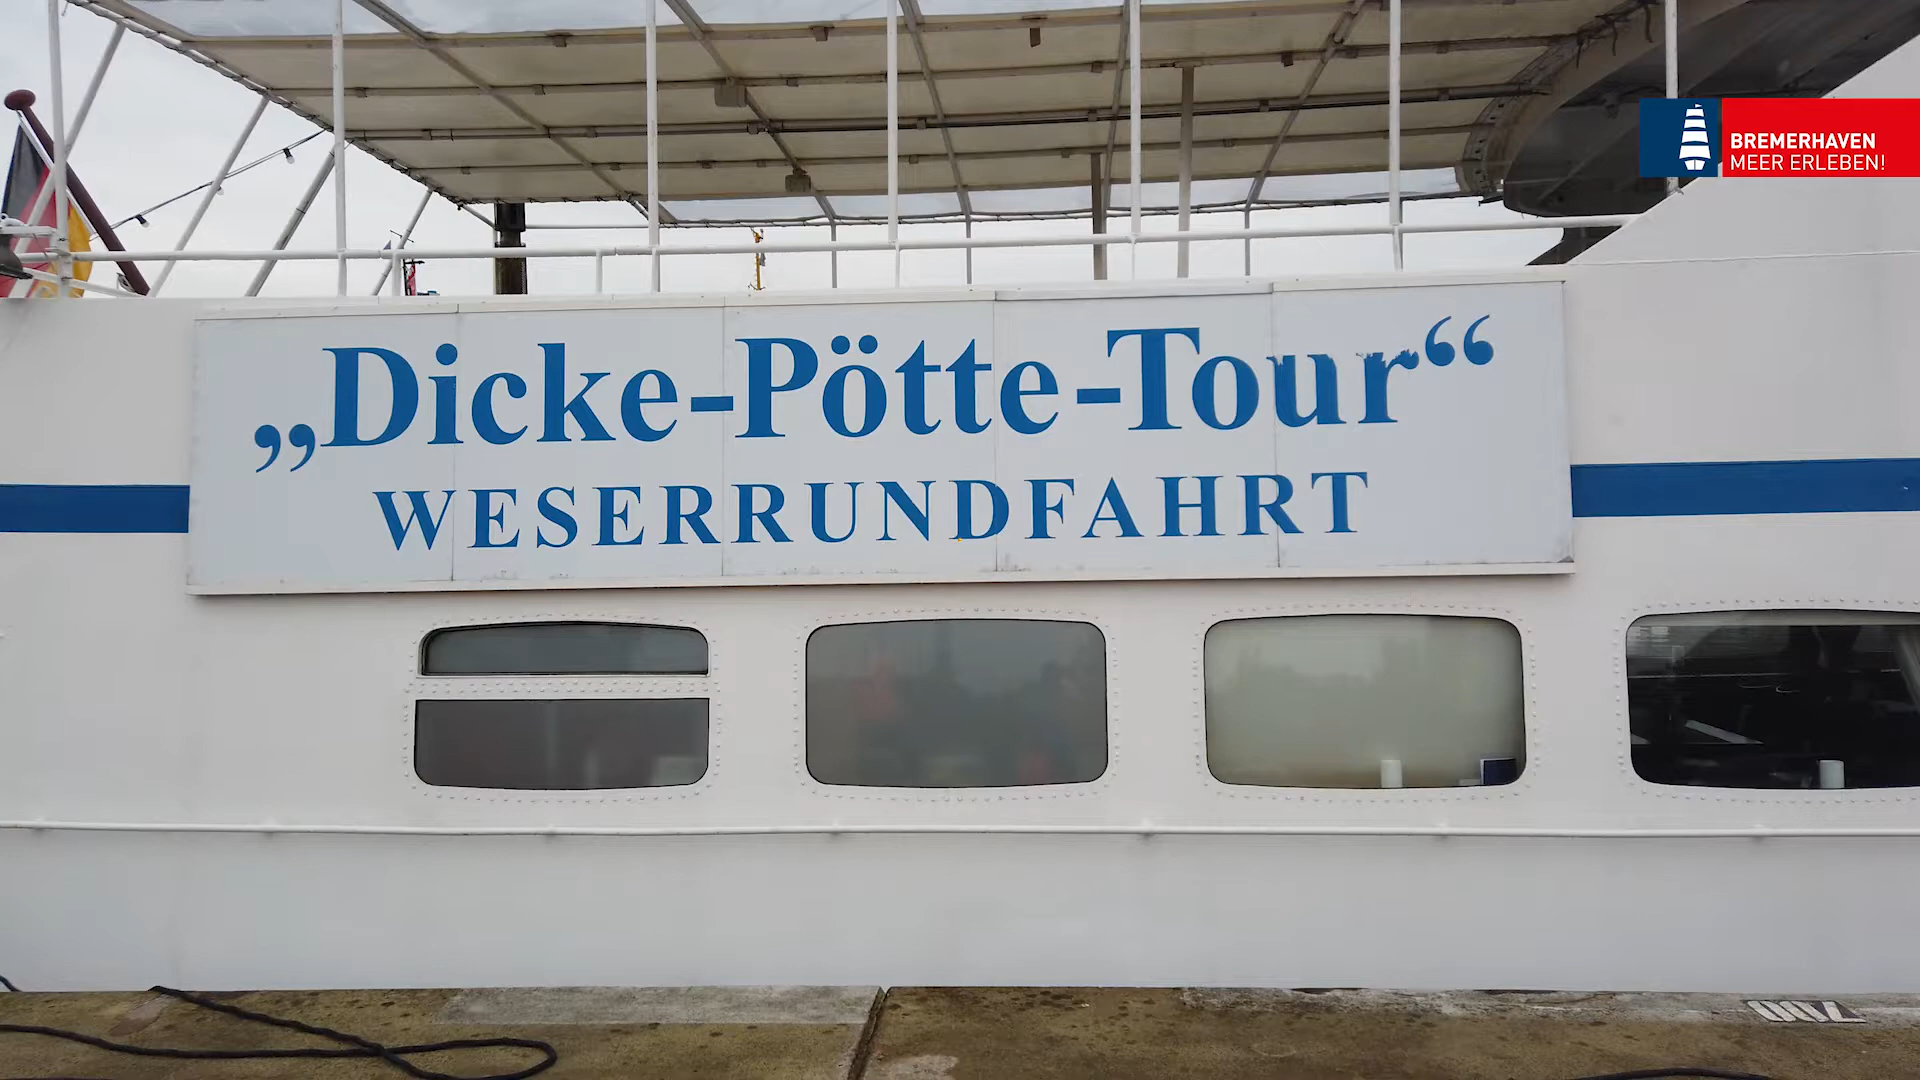 BREMERHAVEN
MEER ERLEBEN!
„Dicke-Pötte-Tour“
WESERRUNDFAHRT